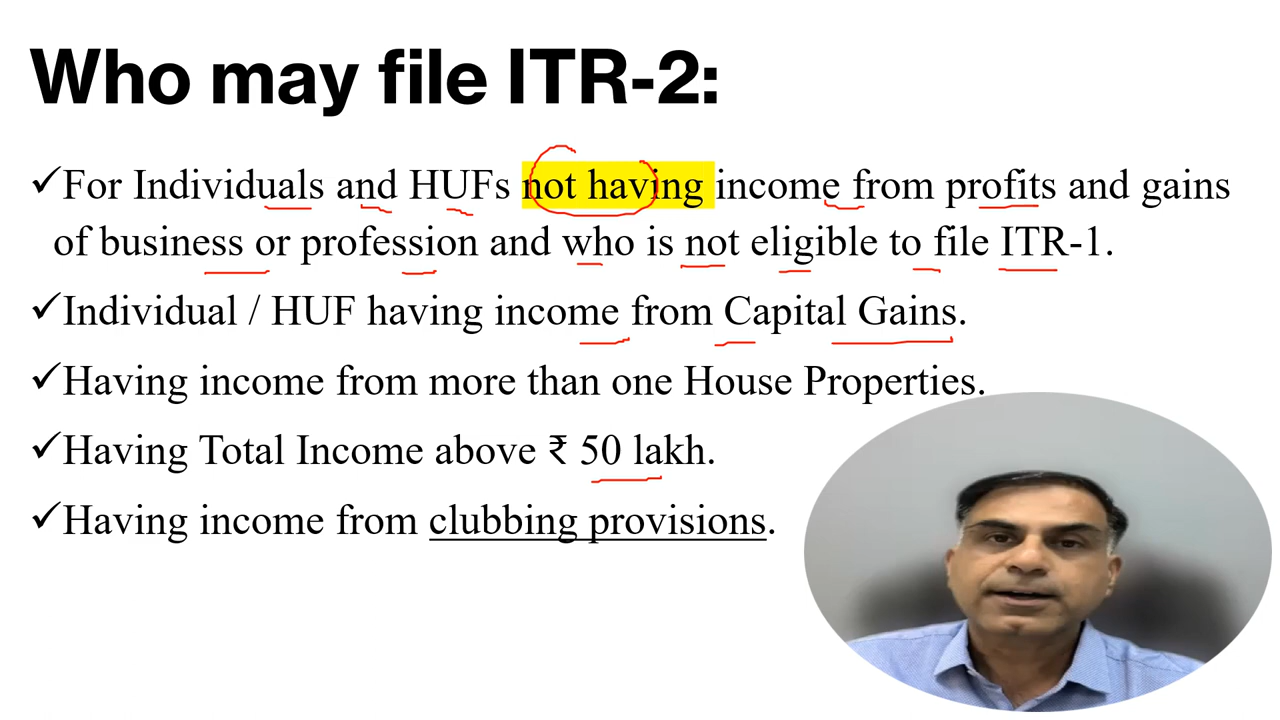 Who may file ITR-2:
✓For Individuals and HUFs not having income from profits and gains
of business or profession and who is not eligible to file ITR-1.
✓Individual / HUF having income from Capital Gains.
✓Having income from more than one House Properties.
✓Having Total Income above ₹ 50 lakh.
✓Having income from clubbing provisions.